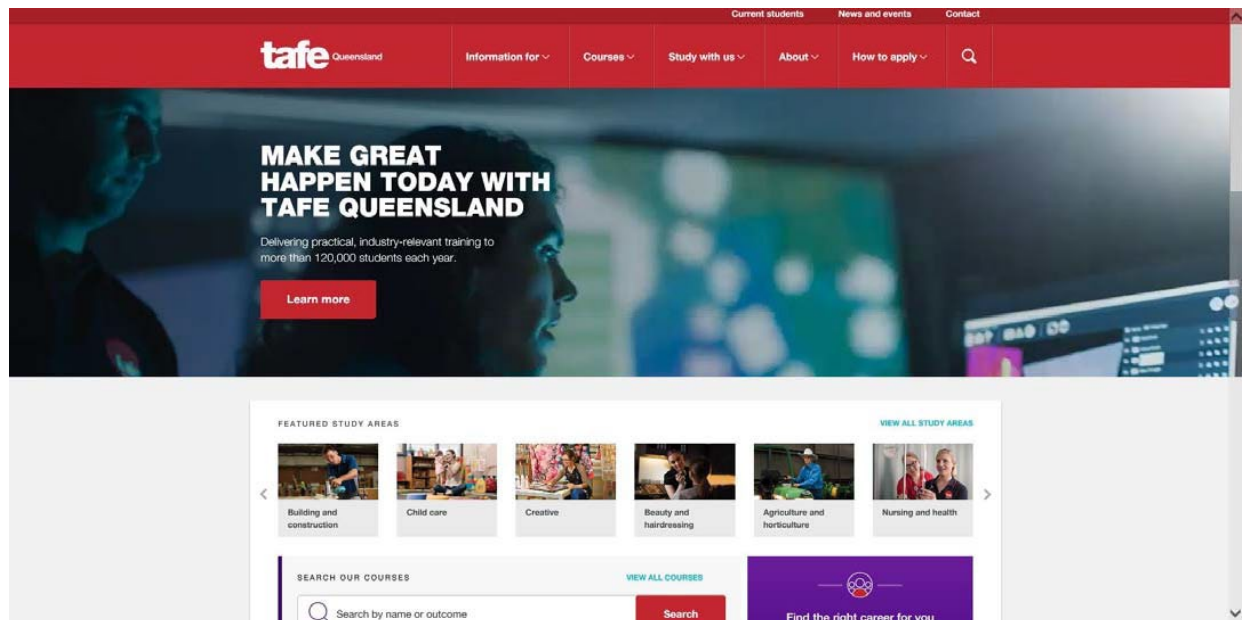 Current students News and events Contact
tafe Queensland Information for Courses Study with us About How to apply
MAKE GREAT
HAPPEN TODAY WITH
TAFE QUEENSLAND
Delivering practical, industry-relevant training to
more than 120,000 students each year.
Learn more
FEATURED STUDY AREAS VIEW ALL STUDY AREAS
Building and
construction
Child care
Creative
Beauty and
hairdressing
Agriculture and
horticulture
Nursing and health
SEARCH OUR COURSES VIEW ALL COURSES
Search by name or outcome Search
Find the right career for you